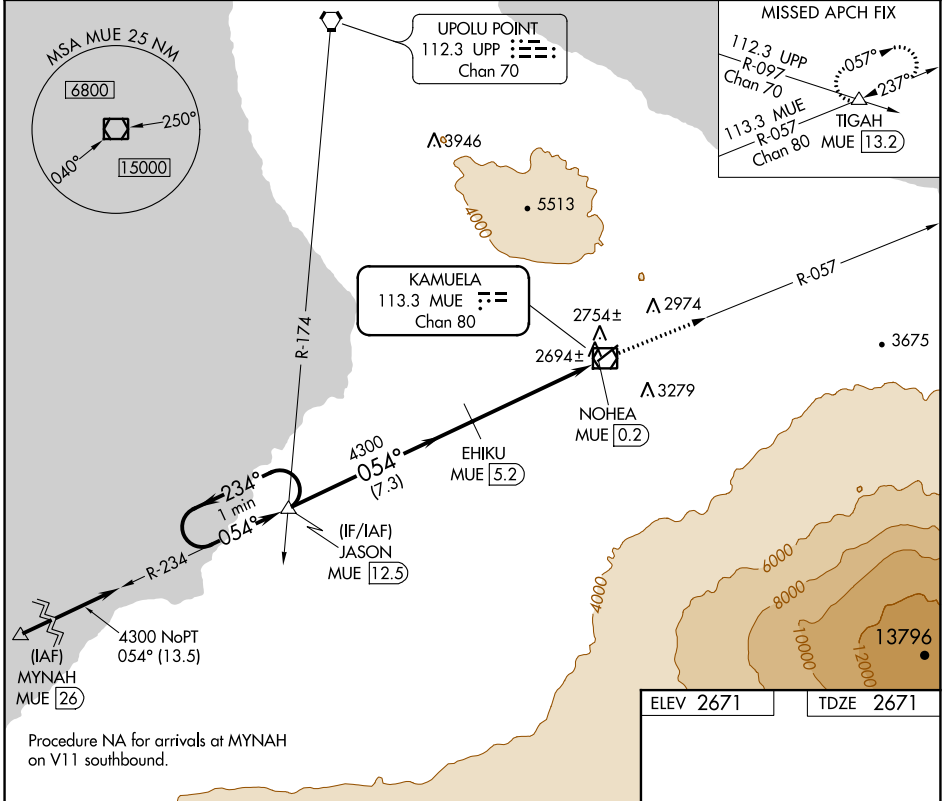 MSA MUE 25 NM
6800
250°
040°
15000
UPOLU POINT
112.3 UPP
Chan 70
MISSED APCH FIX
112.3 UPP
R-097
Chan 70
057°
237°
113.3 MUE
R-057
Chan 80
TIGAH
MUE 13.2
3946
5513
4000
KAMUELA
113.3 MUE
Chan 80
R-174
R-057
2974
2754±
2694±
3675
3279
NOHEA
MUE 0.2
4300
054°
(7.3)
EHIKU
MUE 5.2
234°
1 min
054°
(IF/IAF)
JASON
MUE 12.5
R-234
4300 NoPT
054° (13.5)
(IAF)
MYNAH
MUE 26
4000
6000
8000
10000
12000
13796
Procedure NA for arrivals at MYNAH
on V11 southbound.
ELEV 2671
TDZE 2671